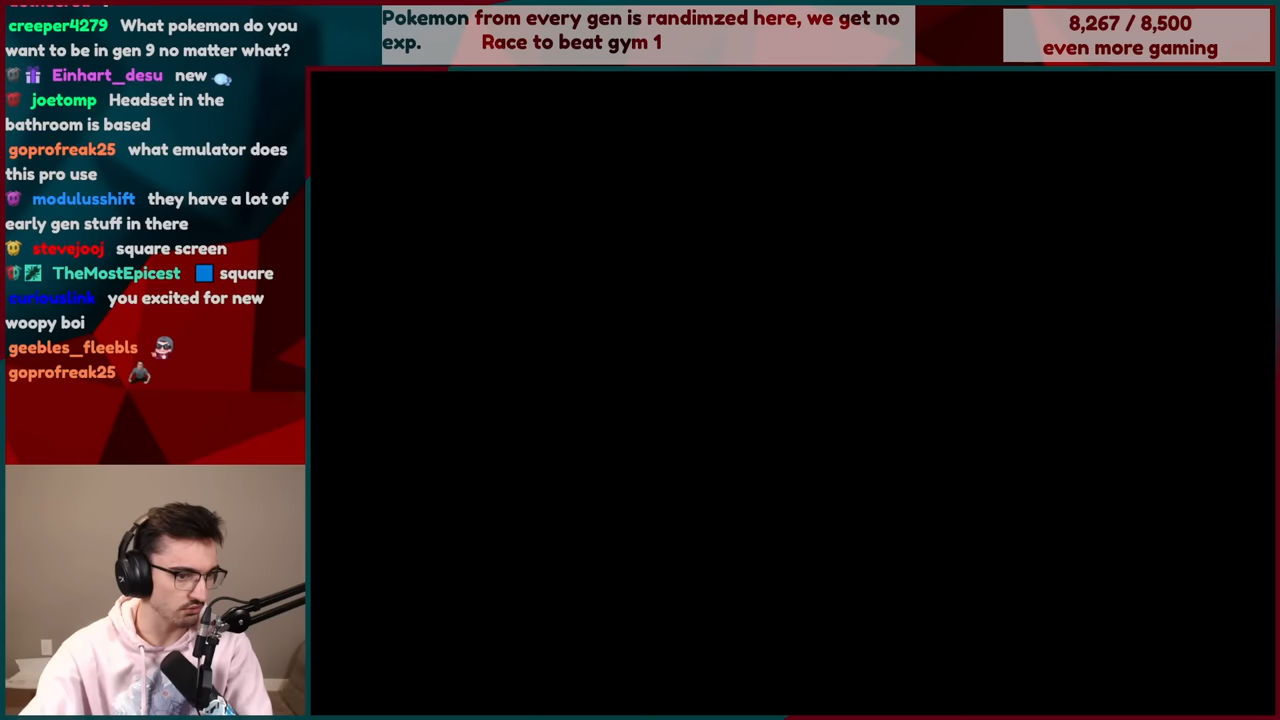 creeper4279 What pokemon do you
want to be in gen 9 no matter what?
Einhart_desu new
joetomp Headset in the
bathroom is based
goprofreak25 what emulator does
this pro use
modulusshift they have a lot of
early gen stuff in there
stevejooj square screen
TheMostEpicest square
curiouslink you excited for new
woopy boi
geebles_fleebls
goprofreak25
Pokemon from every gen is randimzed here, we get no
exp. Race to beat gym 1
8,267 / 8,500
even more gaming